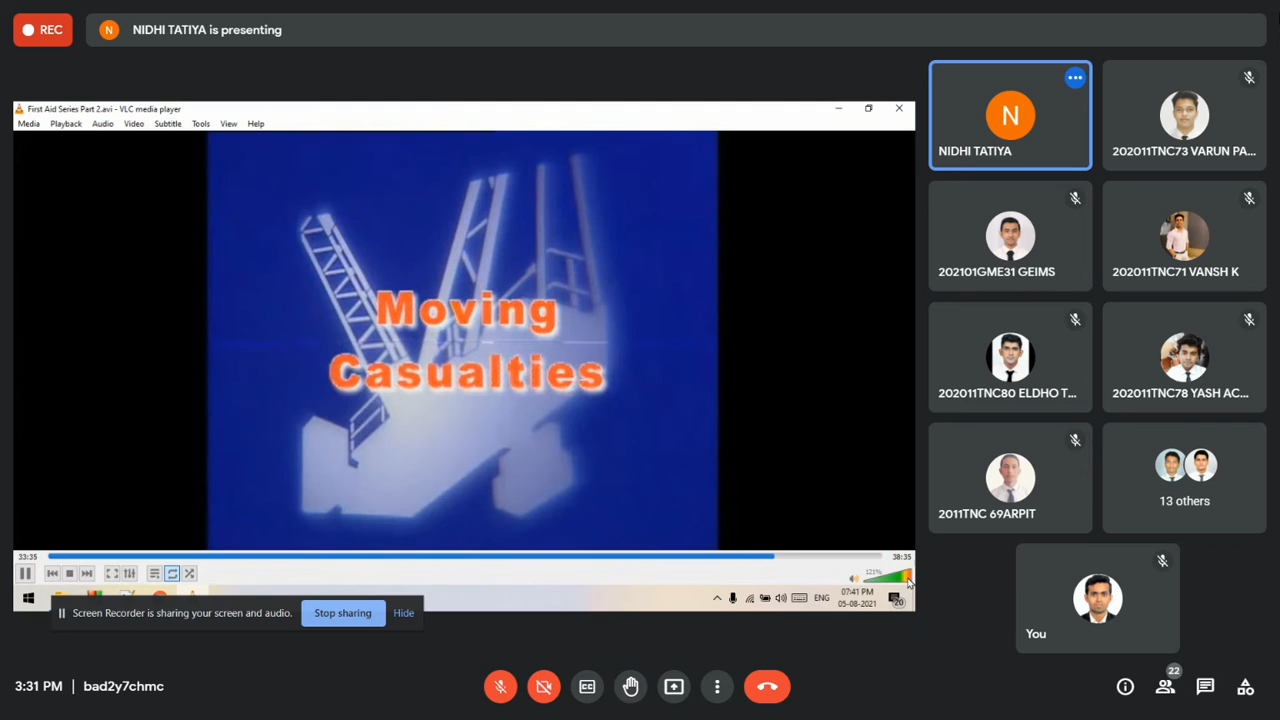 REC
N
NIDHI TATIYA is presenting
First Aid Series Part 2.avi - VLC media player
Media Playback Audio Video Subtitle Tools View Help
Moving
Casualties
33:35
38:35
121%
ENG
07:41 PM
05-08-2021
20
Screen Recorder is sharing your screen and audio.
Stop sharing
Hide
N
NIDHI TATIYA
202011TNC73 VARUN PA...
202101GME31 GEIMS
202011TNC71 VANSH K
202011TNC80 ELDHO T...
202011TNC78 YASH AC...
2011TNC 69ARPIT
13 others
You
3:31 PM | bad2y7chmc
CC
22